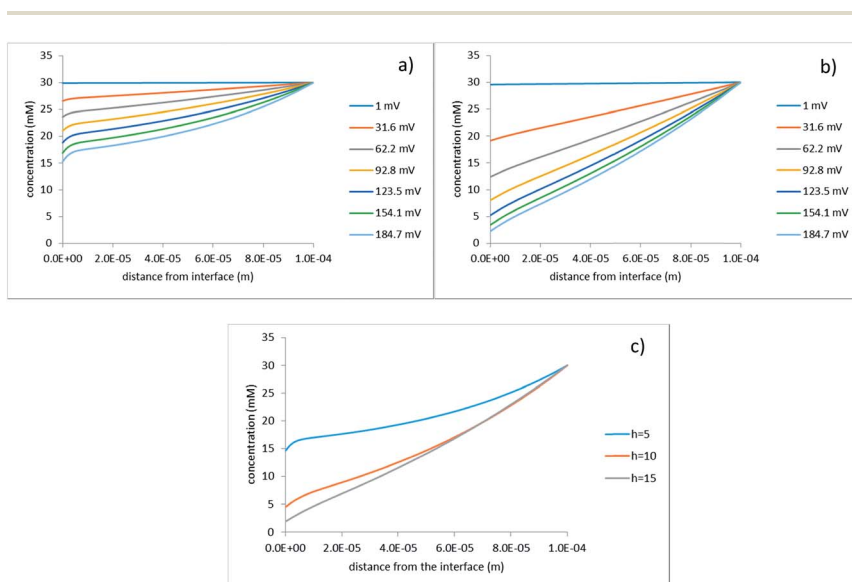 a)
35
30
25
20
15
10
5
0
concentration (mM)
0.0E+00 2.0E-05 4.0E-05 6.0E-05 8.0E-05 1.0E-04
distance from interface (m)
1 mV
31.6 mV
62.2 mV
92.8 mV
123.5 mV
154.1 mV
184.7 mV
b)
35
30
25
20
15
10
5
0
concentration (mM)
0.0E+00 2.0E-05 4.0E-05 6.0E-05 8.0E-05 1.0E-04
distance from interface (m)
1 mV
31.6 mV
62.2 mV
92.8 mV
123.5 mV
154.1 mV
184.7 mV
c)
35
30
25
20
15
10
5
0
concentration (mM)
0.0E+00 2.0E-05 4.0E-05 6.0E-05 8.0E-05 1.0E-04
distance from the interface (m)
h=5
h=10
h=15